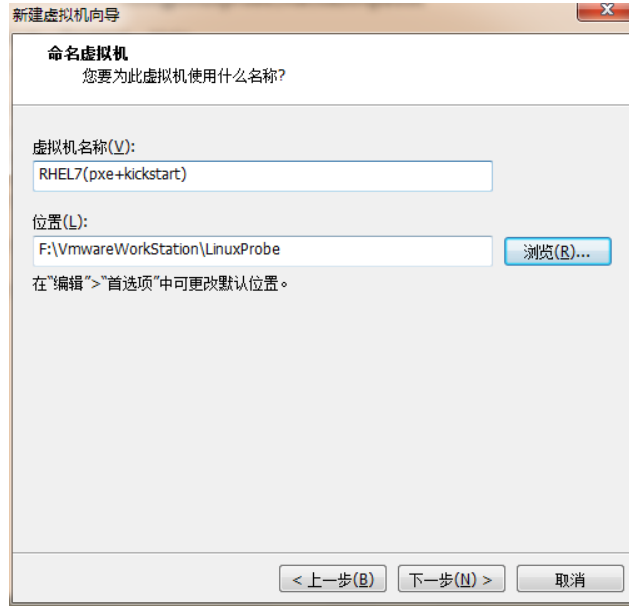 新建虚拟机向导
命名虚拟机
您要为此虚拟机使用什么名称?
虚拟机名称(V):
RHEL7(pxe+kickstart)
位置(L):
F:\VmwareWorkStation\LinuxProbe
浏览(R)...
在"编辑">"首选项"中可更改默认位置。
< 上一步(B)
下一步(N) >
取消